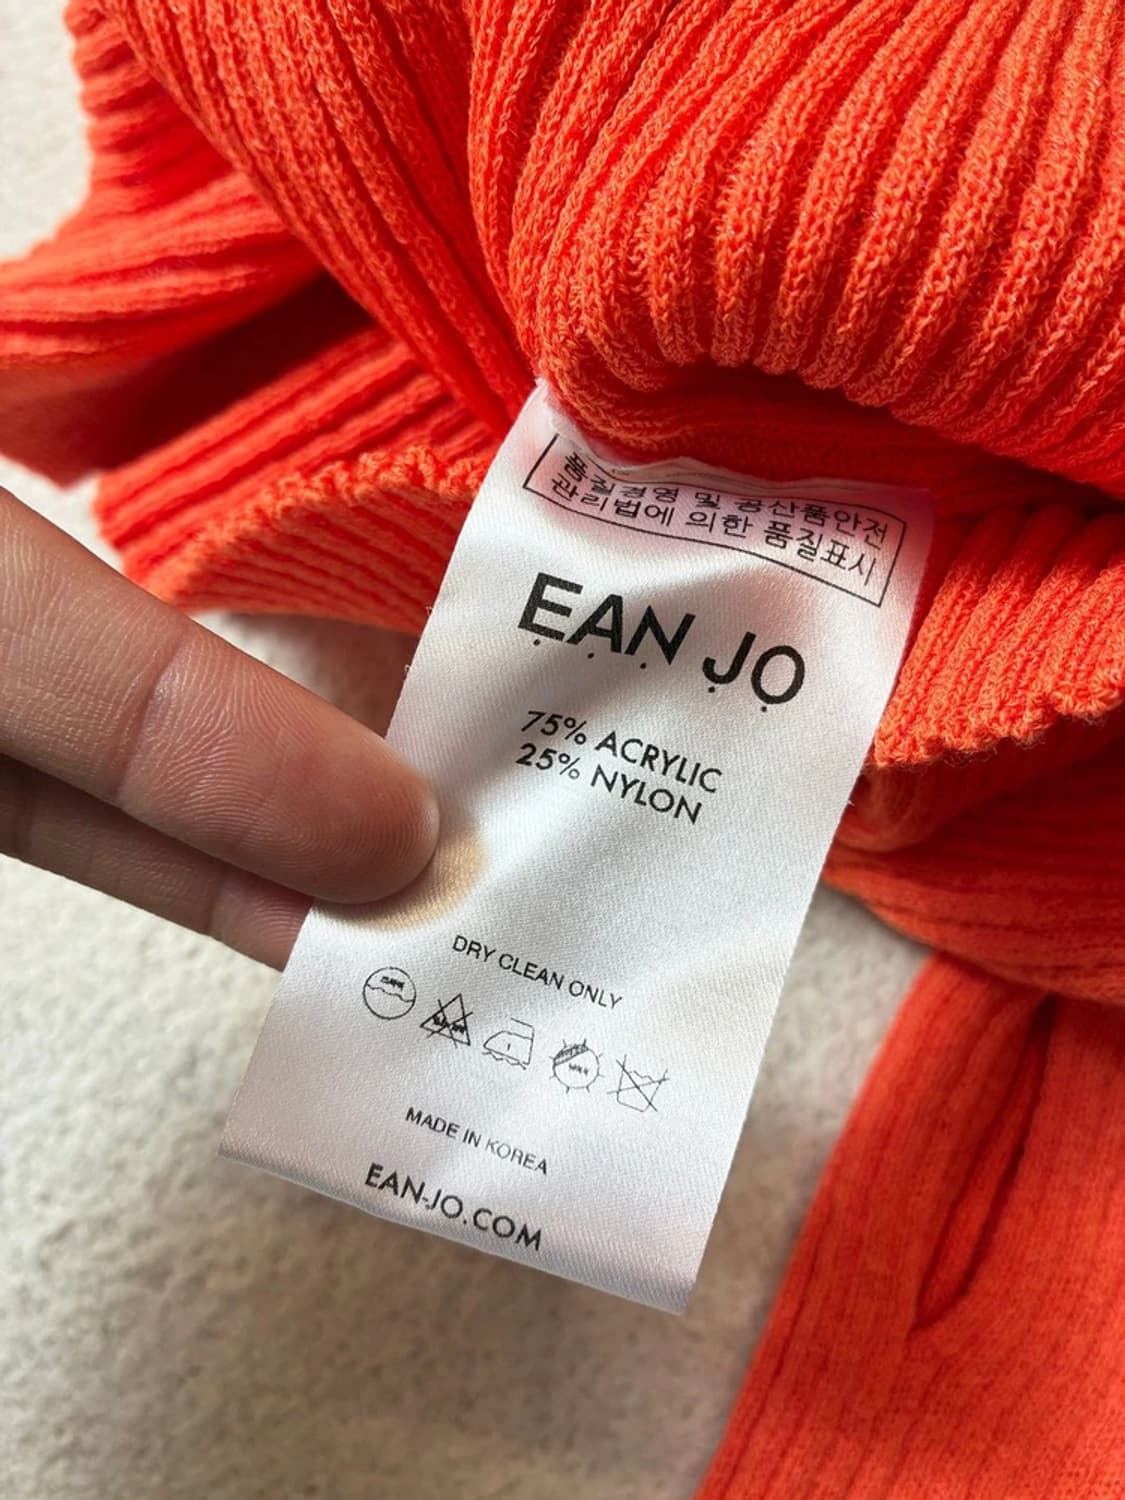 품질경영 및 공산품안전
관리법에 의한 품질표시
EAN JO
75% ACRYLIC
25% NYLON
DRY CLEAN ONLY
MADE IN KOREA
EAN-JO.COM